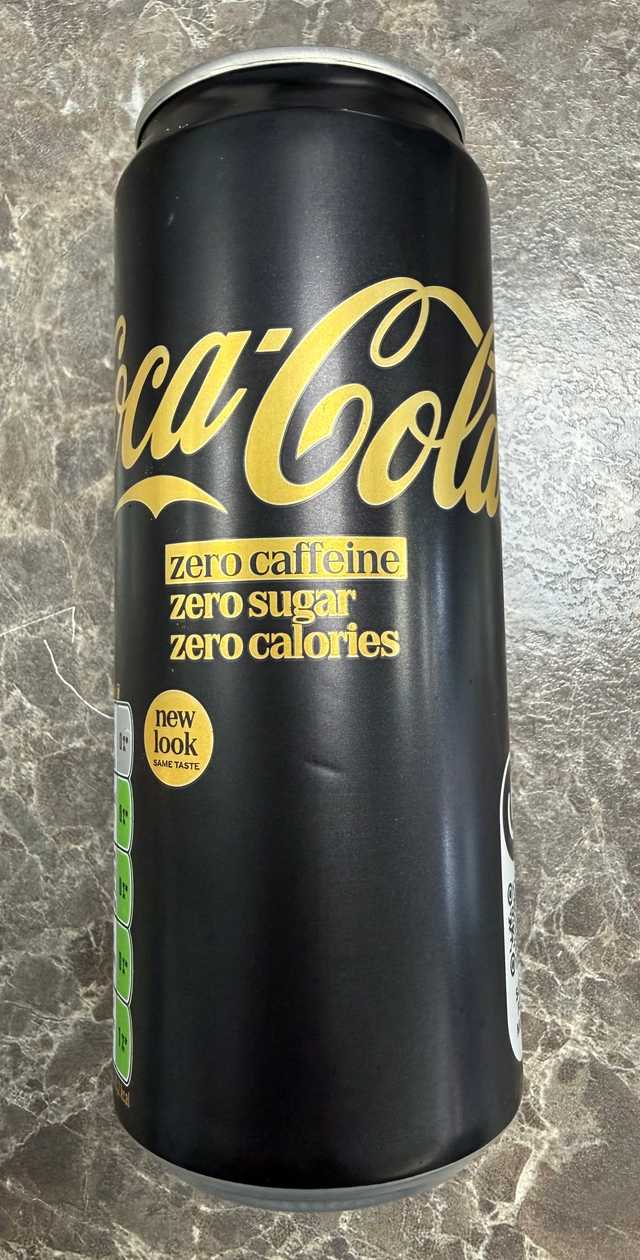 Coca-Cola
zero caffeine
zero sugar
zero calories
new
look
SAME TASTE